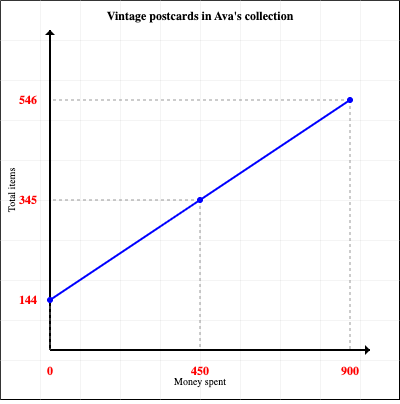 Vintage postcards in Ava's collection
546
Total items
345
144
0
450
900
Money spent